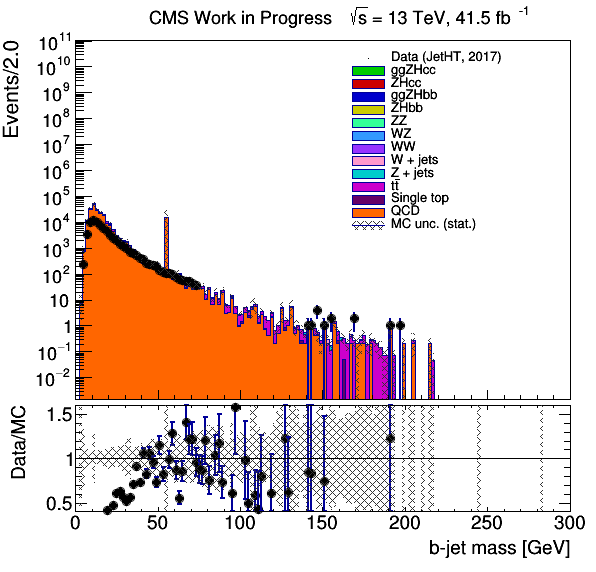 CMS Work in Progress √s = 13 TeV, 41.5 fb⁻¹
Events/2.0
10¹¹
10¹⁰
10⁹
10⁸
10⁷
10⁶
10⁵
10⁴
10³
10²
10
1
10⁻¹
10⁻²
Data (JetHT, 2017)
ggZHcc
ZHcc
ggZHbb
ZHbb
ZZ
WZ
WW
W + jets
Z + jets
tt̄
Single top
QCD
MC unc. (stat.)
Data/MC
1.5
1
0.5
0 50 100 150 200 250 300
b-jet mass [GeV]